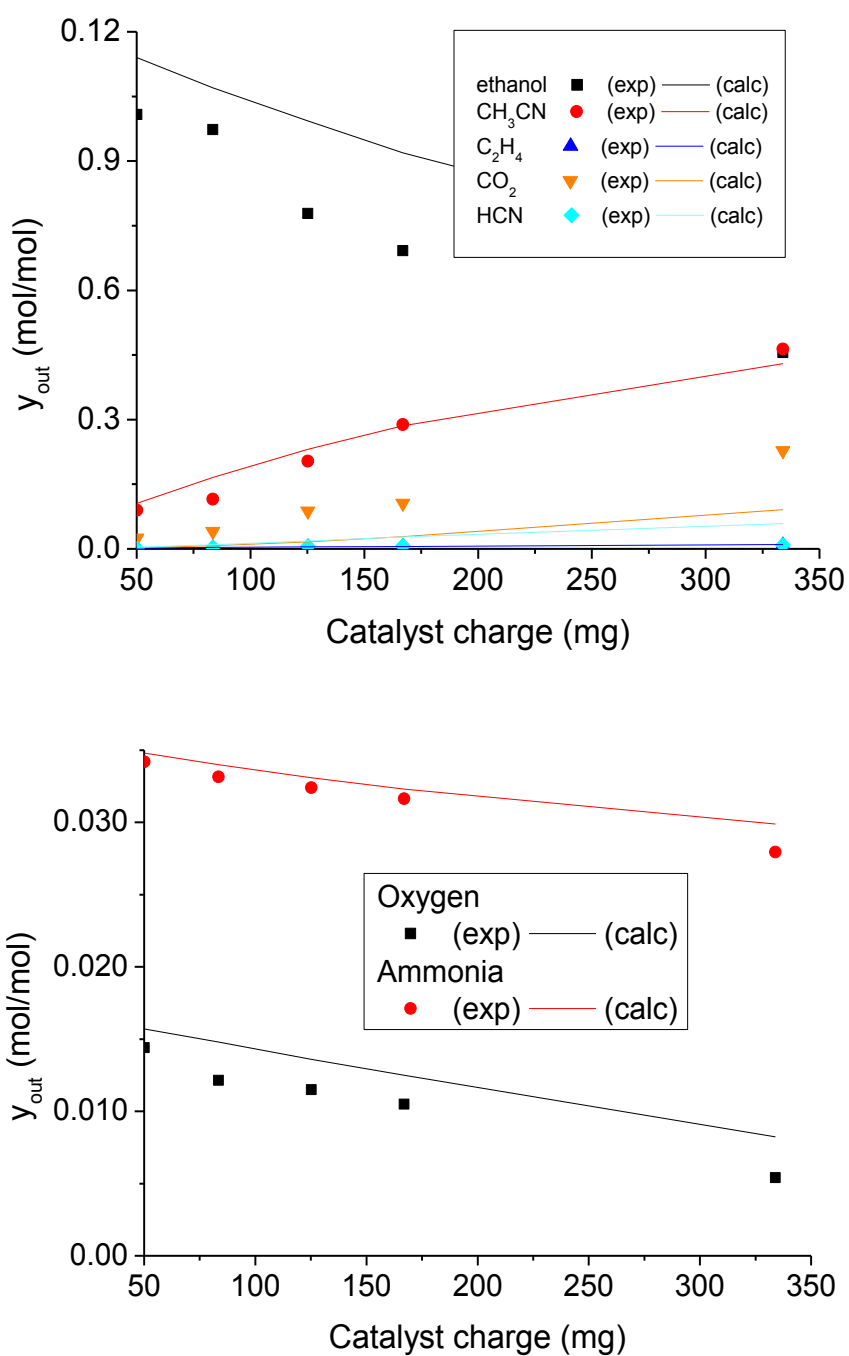 0.12
0.9
0.6
0.3
0.0
y_out (mol/mol)
ethanol (exp) (calc)
CH₃CN (exp) (calc)
C₂H₄ (exp) (calc)
CO₂ (exp) (calc)
HCN (exp) (calc)
50 100 150 200 250 300 350
Catalyst charge (mg)
0.030
0.020
0.010
0.00
y_out (mol/mol)
Oxygen
(exp) (calc)
Ammonia
(exp) (calc)
50 100 150 200 250 300 350
Catalyst charge (mg)